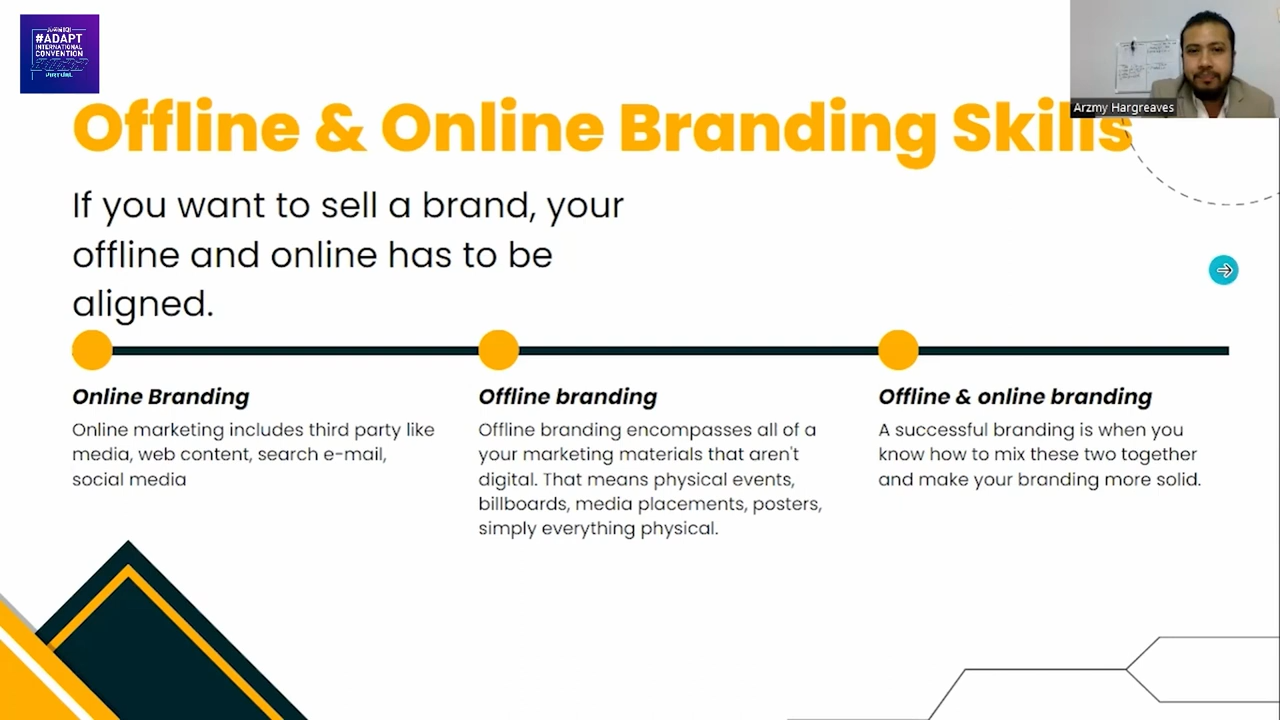 #ADAPT
INTERNATIONAL
CONVENTION
VIRTUAL
Arzmy Hargreaves
Offline & Online Branding Skills
If you want to sell a brand, your
offline and online has to be
aligned.
Online Branding
Online marketing includes third party like
media, web content, search e-mail,
social media
Offline branding
Offline branding encompasses all of a
your marketing materials that aren't
digital. That means physical events,
billboards, media placements, posters,
simply everything physical.
Offline & online branding
A successful branding is when you
know how to mix these two together
and make your branding more solid.